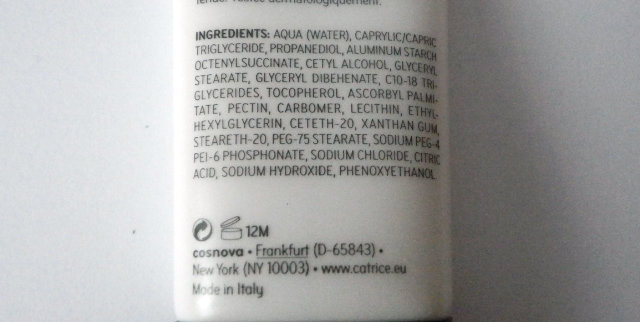 dermatologiquement.
INGREDIENTS: AQUA (WATER), CAPRYLIC/CAPRIC
TRIGLYCERIDE, PROPANEDIOL, ALUMINUM STARCH
OCTENYLSUCCINATE, CETYL ALCOHOL, GLYCERYL
STEARATE, GLYCERYL DIBEHENATE, C10-18 TRI-
GLYCERIDES, TOCOPHEROL, ASCORBYL PALMI-
TATE, PECTIN, CARBOMER, LECITHIN, ETHYL-
HEXYLGLYCERIN, CETETH-20, XANTHAN GUM,
STEARETH-20, PEG-75 STEARATE, SODIUM PEG-4
PEI-6 PHOSPHONATE, SODIUM CHLORIDE, CITRIC
ACID, SODIUM HYDROXIDE, PHENOXYETHANOL.
12M
cosnova • Frankfurt (D-65843) •
New York (NY 10003) • www.catrice.eu
Made in Italy